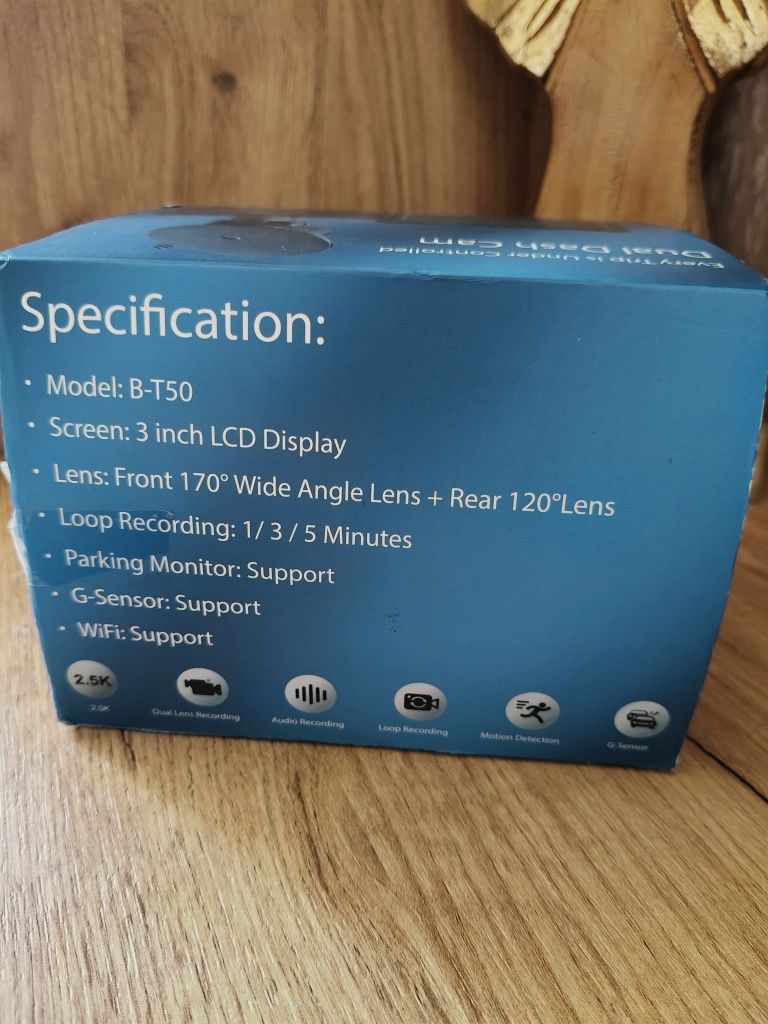 Every Trip is Under Controlled
Dual Dash Cam
Specification:
• Model: B-T50
• Screen: 3 inch LCD Display
• Lens: Front 170° Wide Angle Lens + Rear 120°Lens
• Loop Recording: 1/ 3 / 5 Minutes
• Parking Monitor: Support
• G-Sensor: Support
• WiFi: Support
2.5K
2.5K
Dual Lens Recording
Audio Recording
Loop Recording
Motion Detection
G-Sensor